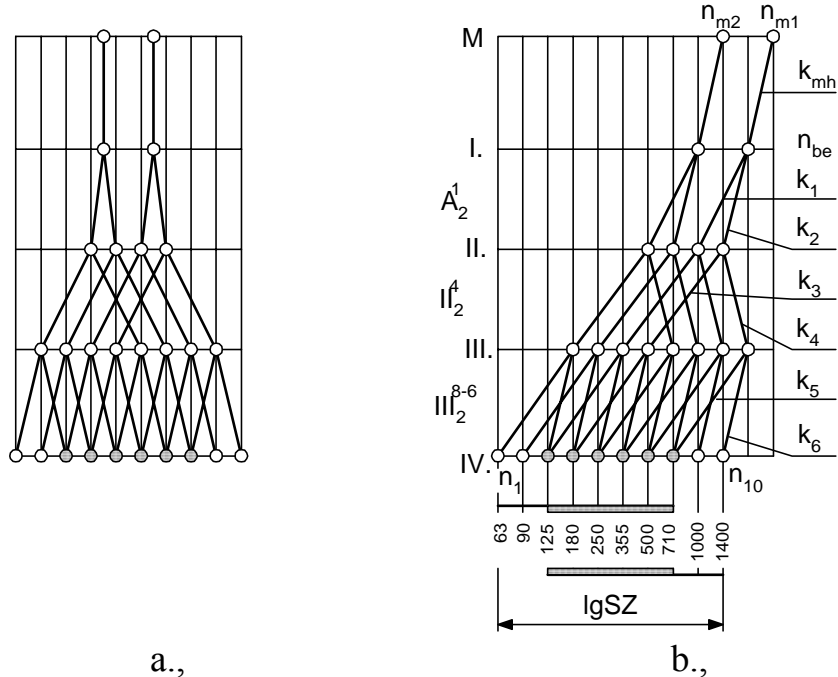 n_m2 n_m1
M
k_mh
I.
n_be
A_2^1
k_1
II.
k_2
II_2^4
k_3
k_4
III.
III_2^8-6
k_5
k_6
IV.
n_1
n_10
63 90 125 180 250 355 500 710 1000 1400
lgSZ
a., b.,